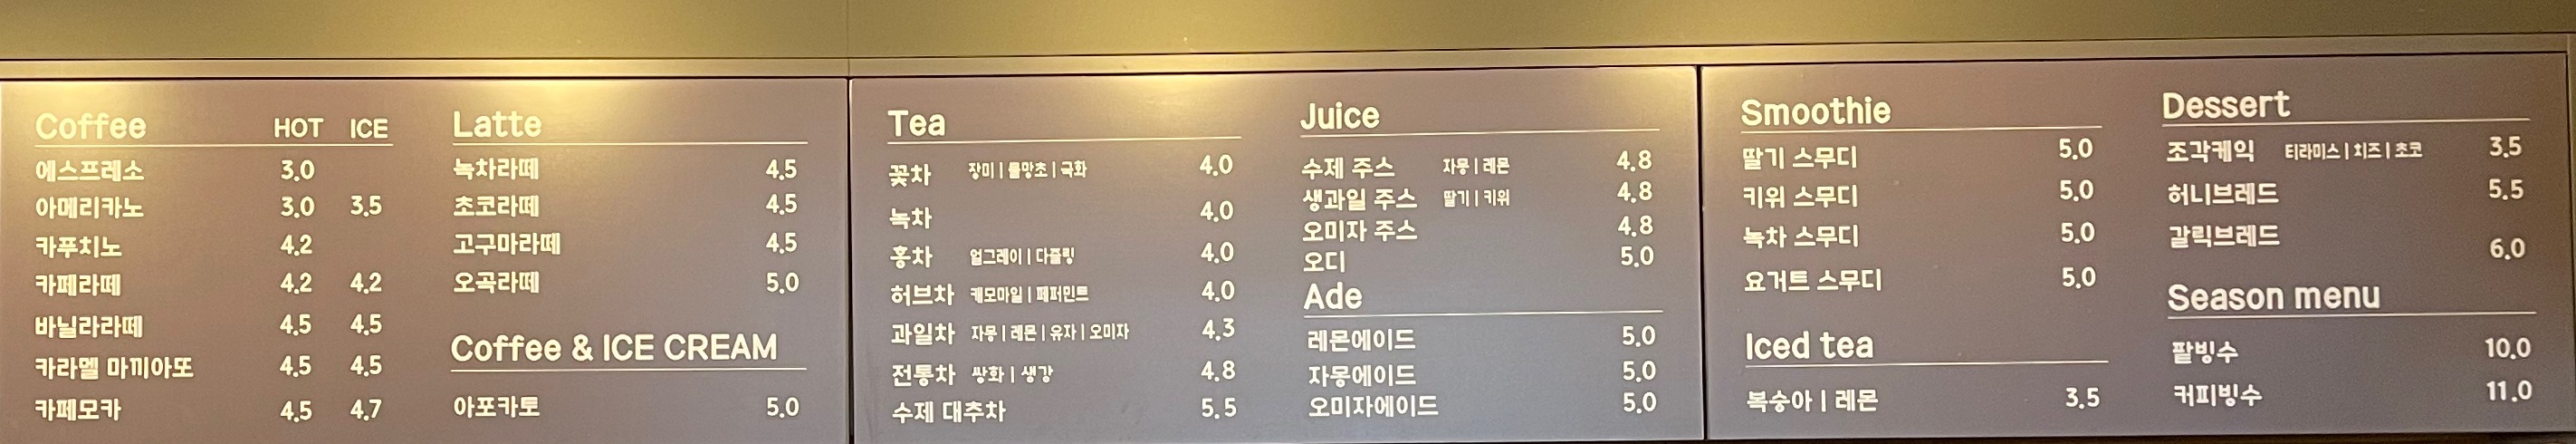 Coffee HOT ICE
에스프레소 3.0
아메리카노 3.0 3.5
카푸치노 4.2
카페라떼 4.2 4.2
바닐라라떼 4.5 4.5
카라멜 마끼아또 4.5 4.5
카페모카 4.5 4.7
Latte
녹차라떼 4.5
초코라떼 4.5
고구마라떼 4.5
오곡라떼 5.0
Coffee & ICE CREAM
아포카토 5.0
Tea
꽃차 장미 | 물망초 | 국화 4.0
녹차 4.0
홍차 얼그레이 | 다즐링 4.0
허브차 캐모마일 | 페퍼민트 4.0
과일차 자몽 | 레몬 | 유자 | 오미자 4.3
전통차 쌍화 | 생강 4.8
수제 대추차 5.5
Juice
수제 주스 자몽 | 레몬 4.8
생과일 주스 딸기 | 키위 4.8
오미자 주스 4.8
오디 5.0
Ade
레몬에이드 5.0
자몽에이드 5.0
오미자에이드 5.0
Smoothie
딸기 스무디 5.0
키위 스무디 5.0
녹차 스무디 5.0
요거트 스무디 5.0
Iced tea
복숭아 | 레몬 3.5
Dessert
조각케익 티라미스 | 치즈 | 초코 3.5
허니브레드 5.5
갈릭브레드 6.0
Season menu
팥빙수 10.0
커피빙수 11.0